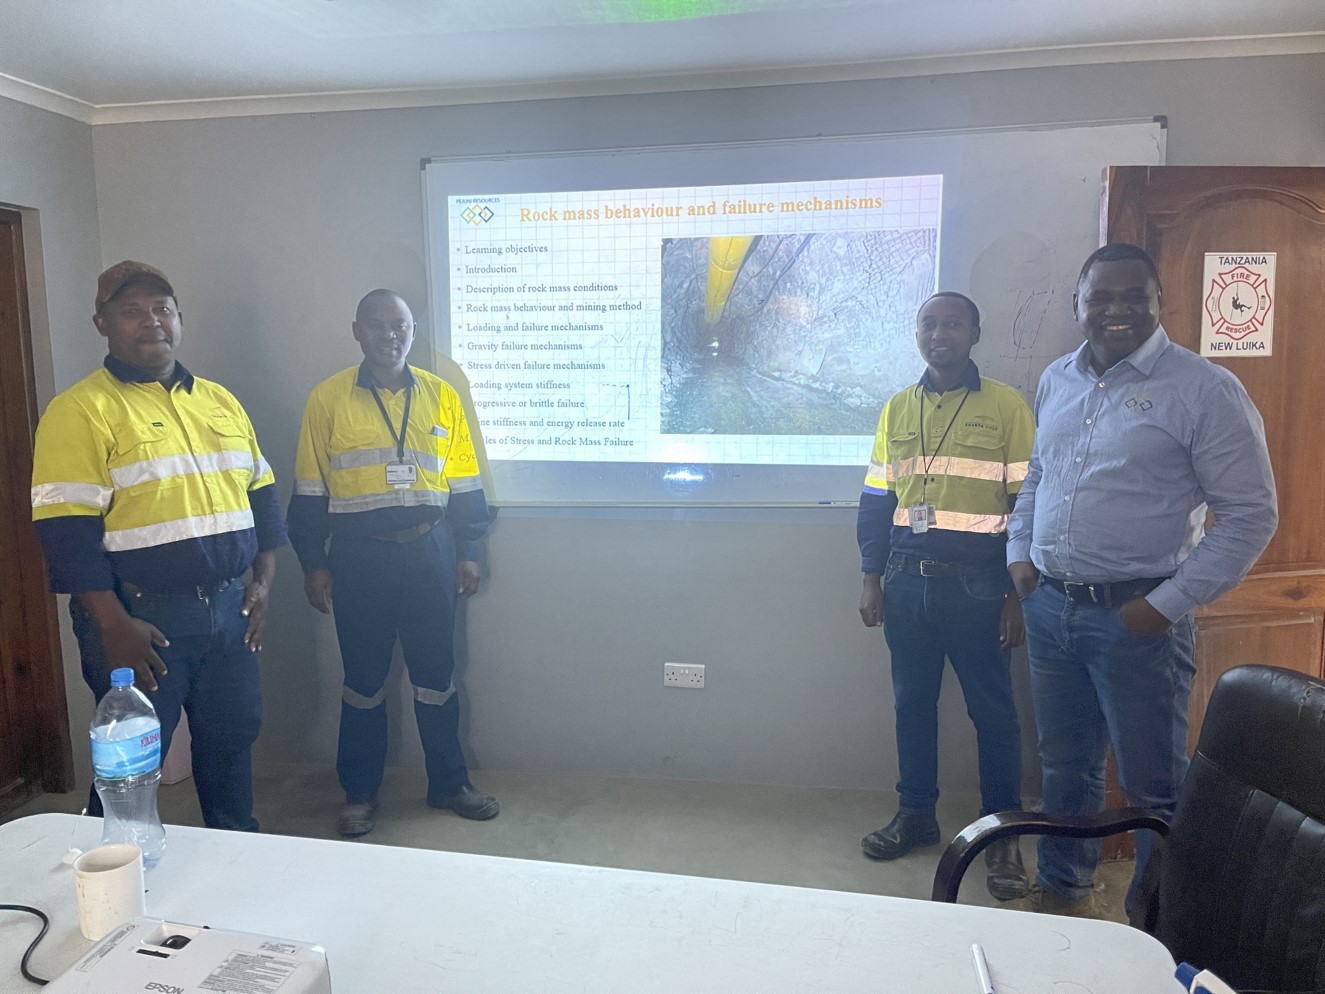 PEJUNI RESOURCES
Rock mass behaviour and failure mechanisms
• Learning objectives
• Introduction
• Description of rock mass conditions
• Rock mass behaviour and mining method
• Loading and failure mechanisms
• Gravity failure mechanisms
• Stress driven failure mechanisms
Loading system stiffness
rogressive or brittle failure
ne stiffness and energy release rate
les of Stress and Rock Mass Failure
TANZANIA
FIRE
RESCUE
NEW LUIKA
EPSON